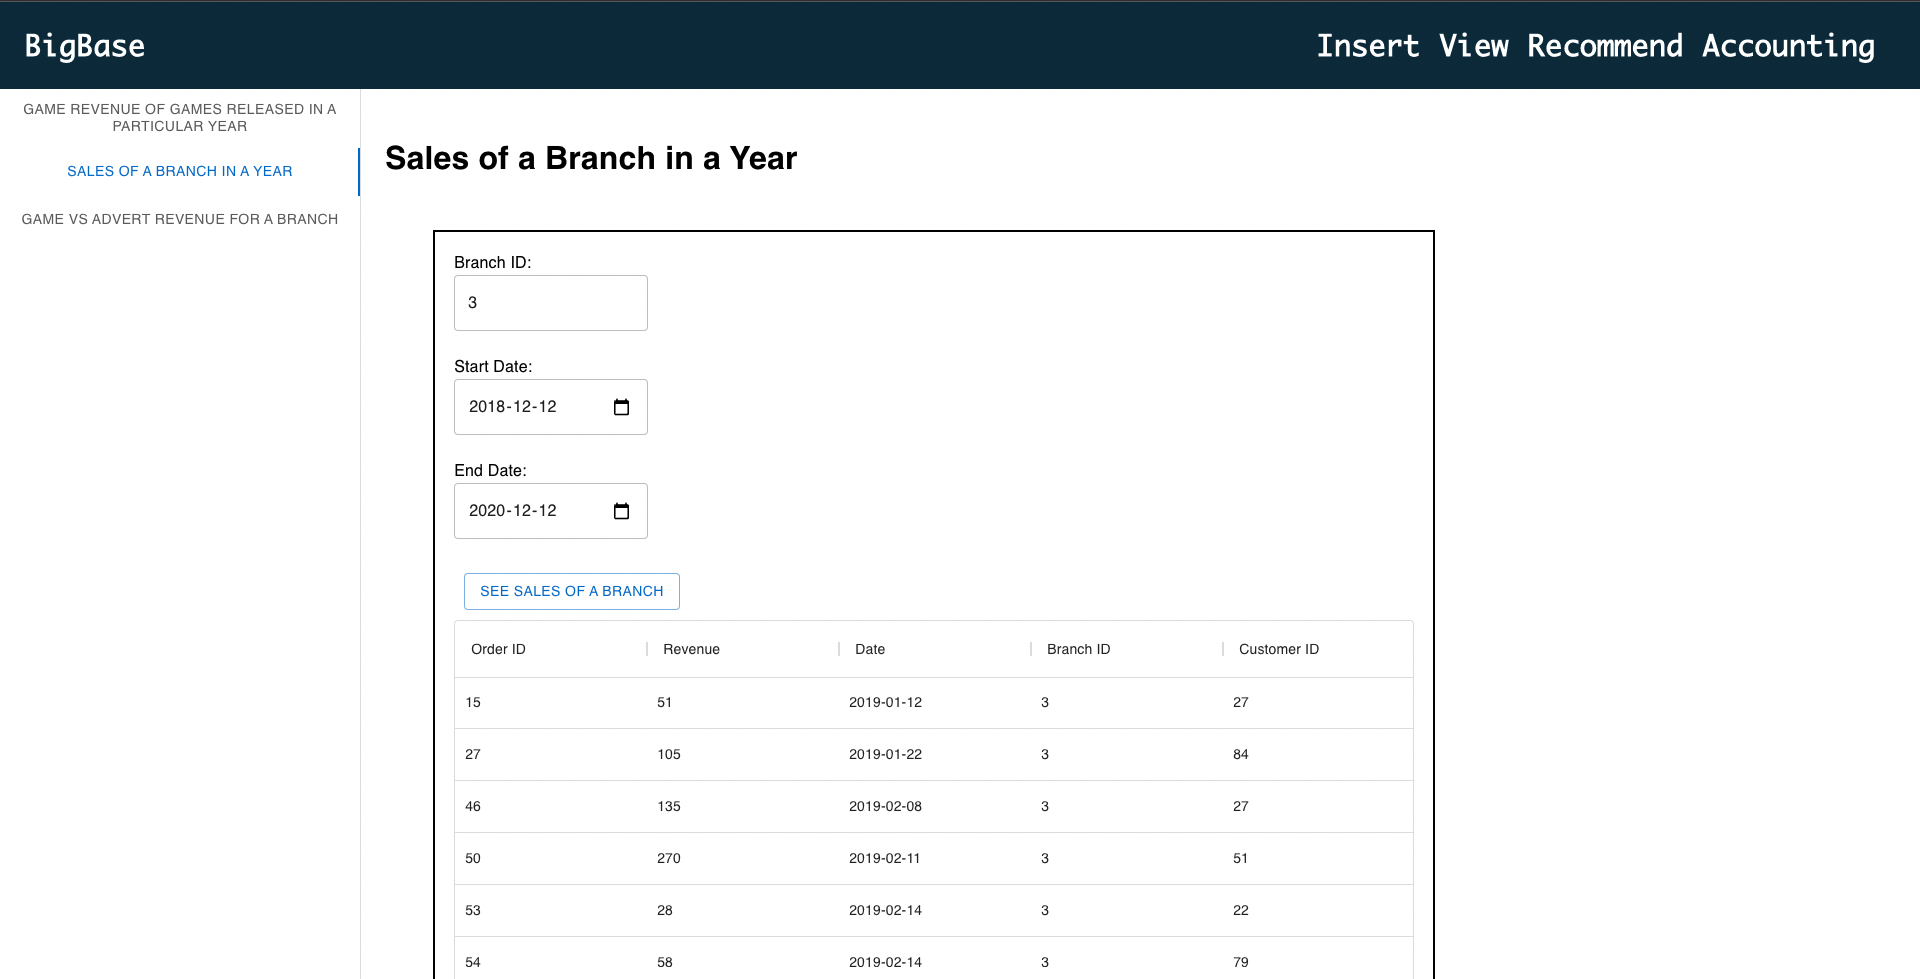 BigBase
Insert View Recommend Accounting
GAME REVENUE OF GAMES RELEASED IN A
PARTICULAR YEAR
SALES OF A BRANCH IN A YEAR
GAME VS ADVERT REVENUE FOR A BRANCH
Sales of a Branch in a Year
Branch ID:
3
Start Date:
2018-12-12
End Date:
2020-12-12
SEE SALES OF A BRANCH
Order ID Revenue Date Branch ID Customer ID
15 51 2019-01-12 3 27
27 105 2019-01-22 3 84
46 135 2019-02-08 3 27
50 270 2019-02-11 3 51
53 28 2019-02-14 3 22
54 58 2019-02-14 3 79